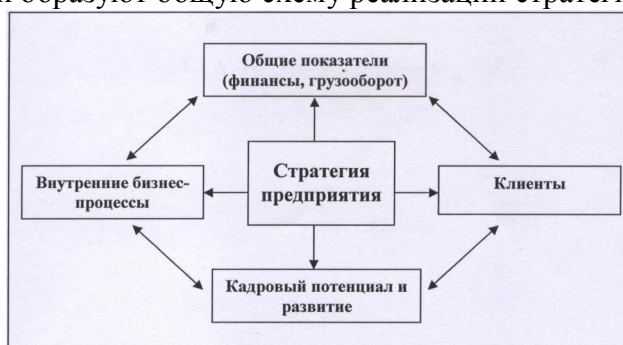 образуют общую схему реализации
Общие показатели
(финансы, грузооборот)
Стратегия
предприятия
Внутренние бизнес-
процессы
Клиенты
Кадровый потенциал и
развитие